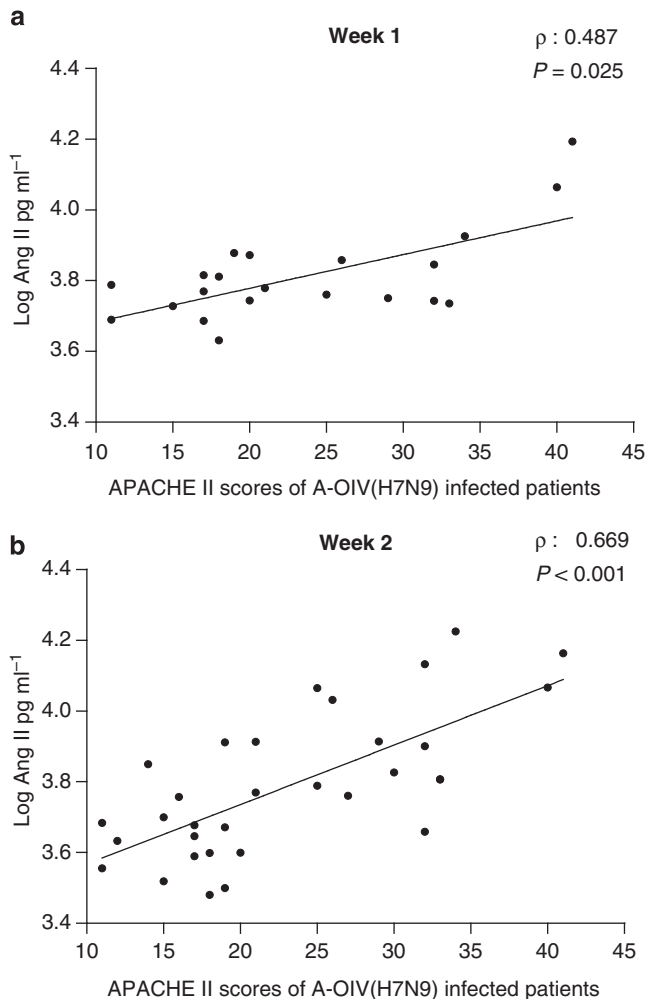 a
Week 1
ρ : 0.487
P = 0.025
Log Ang II pg ml⁻¹
4.4
4.2
4.0
3.8
3.6
3.4
10 15 20 25 30 35 40 45
APACHE II scores of A-OIV(H7N9) infected patients
b
Week 2
ρ : 0.669
P < 0.001
Log Ang II pg ml⁻¹
4.4
4.2
4.0
3.8
3.6
3.4
10 15 20 25 30 35 40 45
APACHE II scores of A-OIV(H7N9) infected patients